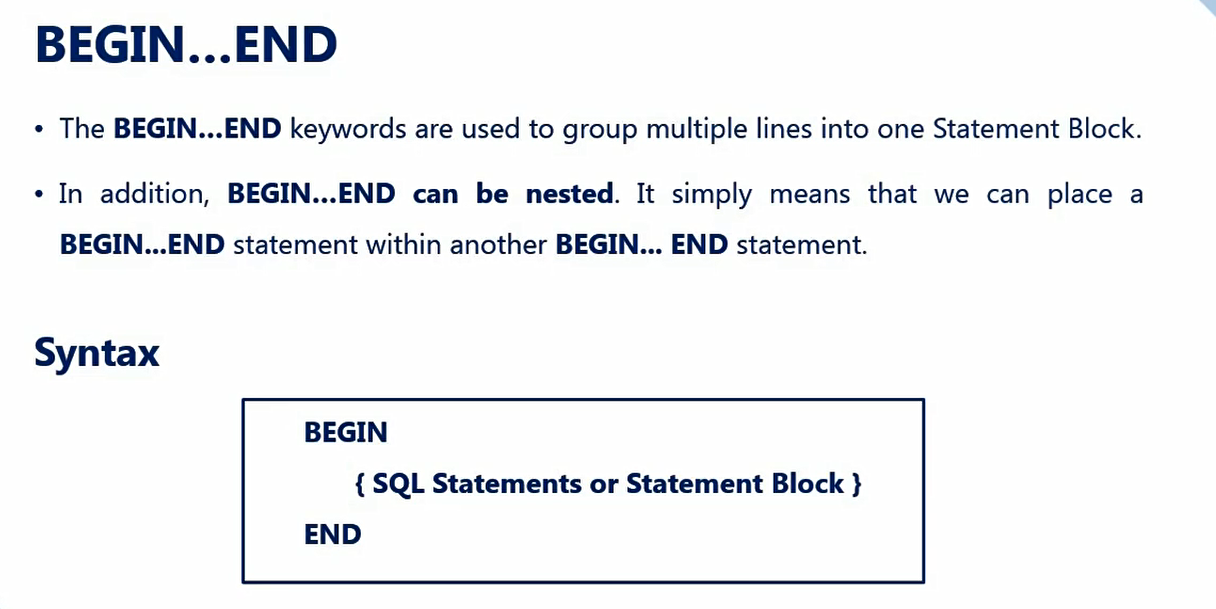 BEGIN...END
• The BEGIN...END keywords are used to group multiple lines into one Statement Block.
• In addition, BEGIN...END can be nested. It simply means that we can place a
BEGIN...END statement within another BEGIN... END statement.
Syntax
BEGIN
{ SQL Statements or Statement Block }
END